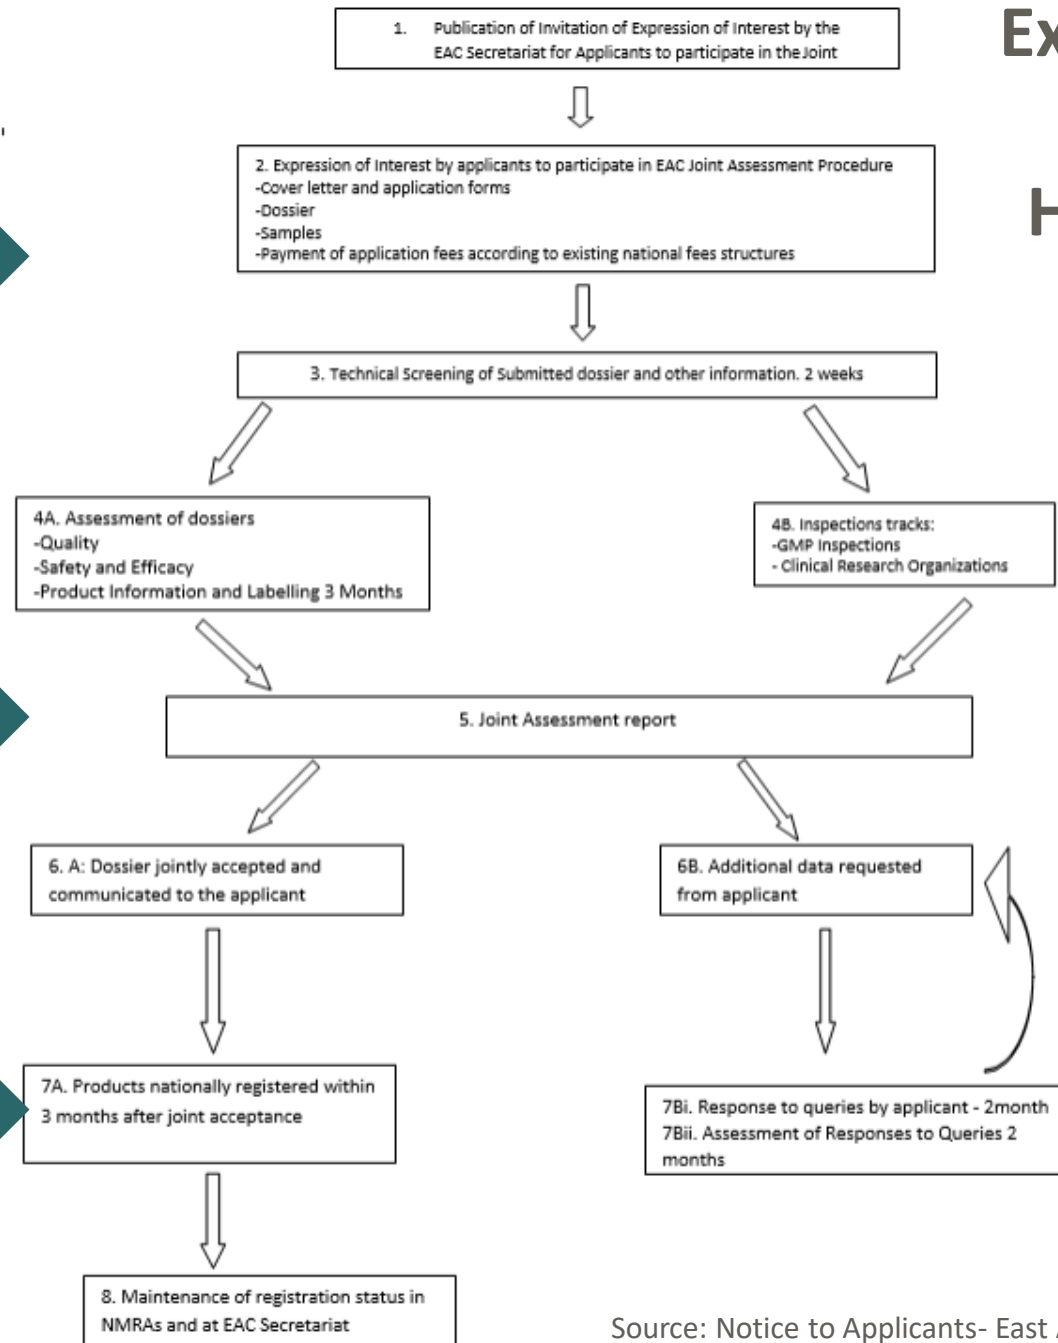 Ex
H
1. Publication of Invitation of Expression of Interest by the
EAC Secretariat for Applicants to participate in the Joint
2. Expression of Interest by applicants to participate in EAC Joint Assessment Procedure
-Cover letter and application forms
-Dossier
-Samples
-Payment of application fees according to existing national fees structures
3. Technical Screening of Submitted dossier and other information. 2 weeks
4A. Assessment of dossiers
-Quality
-Safety and Efficacy
-Product Information and Labelling 3 Months
4B. Inspections tracks:
-GMP Inspections
- Clinical Research Organizations
5. Joint Assessment report
6. A: Dossier jointly accepted and
communicated to the applicant
6B. Additional data requested
from applicant
7A. Products nationally registered within
3 months after joint acceptance
7Bi. Response to queries by applicant - 2month
7Bii. Assessment of Responses to Queries 2
months
8. Maintenance of registration status in
NMRAs and at EAC Secretariat
Source: Notice to Applicants- East